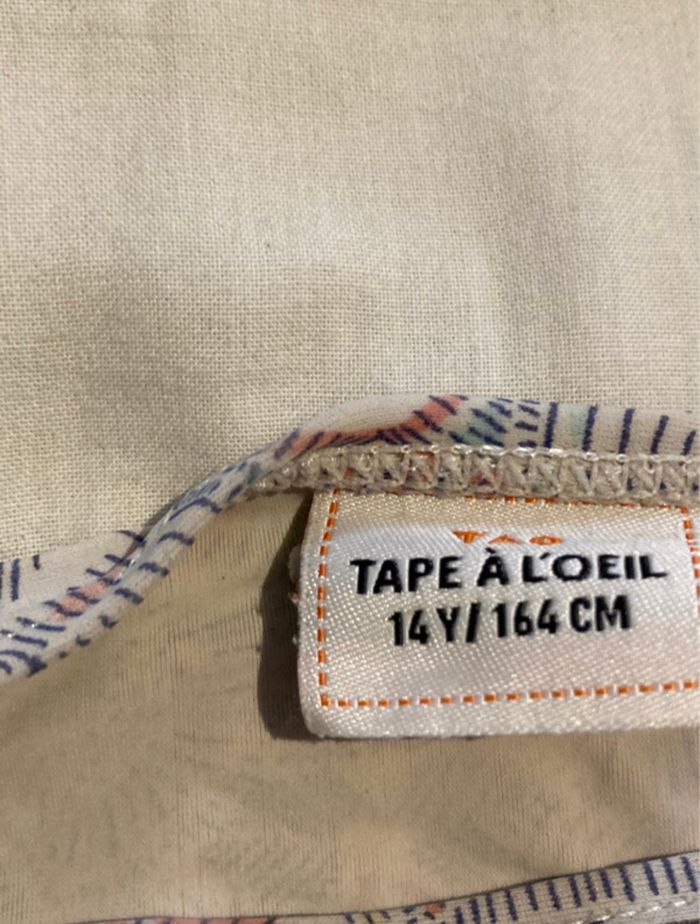 TAO
TAPE À L'OEIL
14 Y/ 164 CM